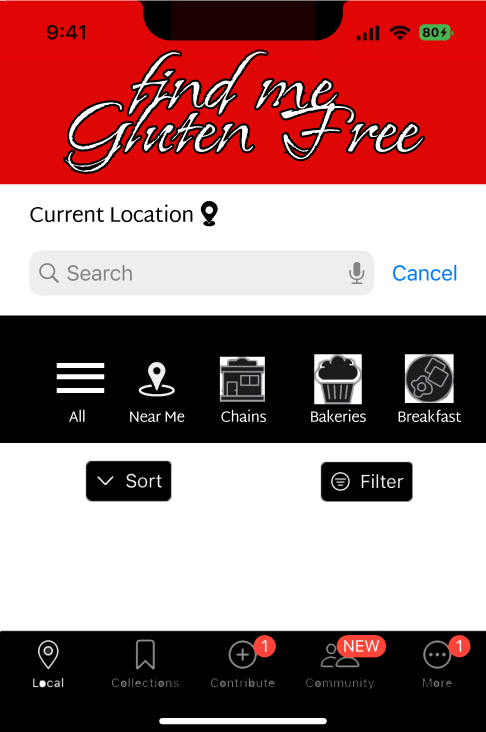 9:41
80
find me
Gluten Free
Current Location
Search
Cancel
All
Near Me
Chains
Bakeries
Breakfast
Sort
Filter
1
NEW
1
Local
Collections
Contribute
Community
More